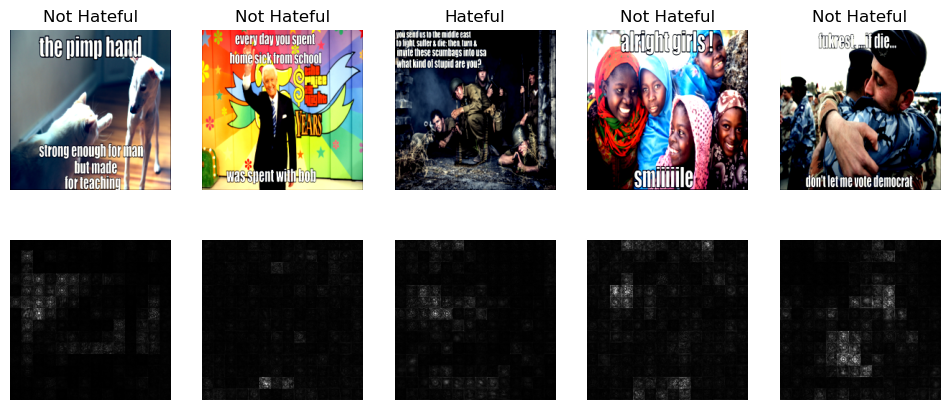 Not Hateful
Not Hateful
Hateful
Not Hateful
Not Hateful
the pimp hand
strong enough for man
but made
for teaching
every day you spent
home sick from school
YEARS
was spent with bob
you send us to the middle east
to fight, suffer & die; then, turn &
invite these scumbags into usa
what kind of stupid are you?
alright girls !
smiiiiile
if i die...
don't let me vote democrat